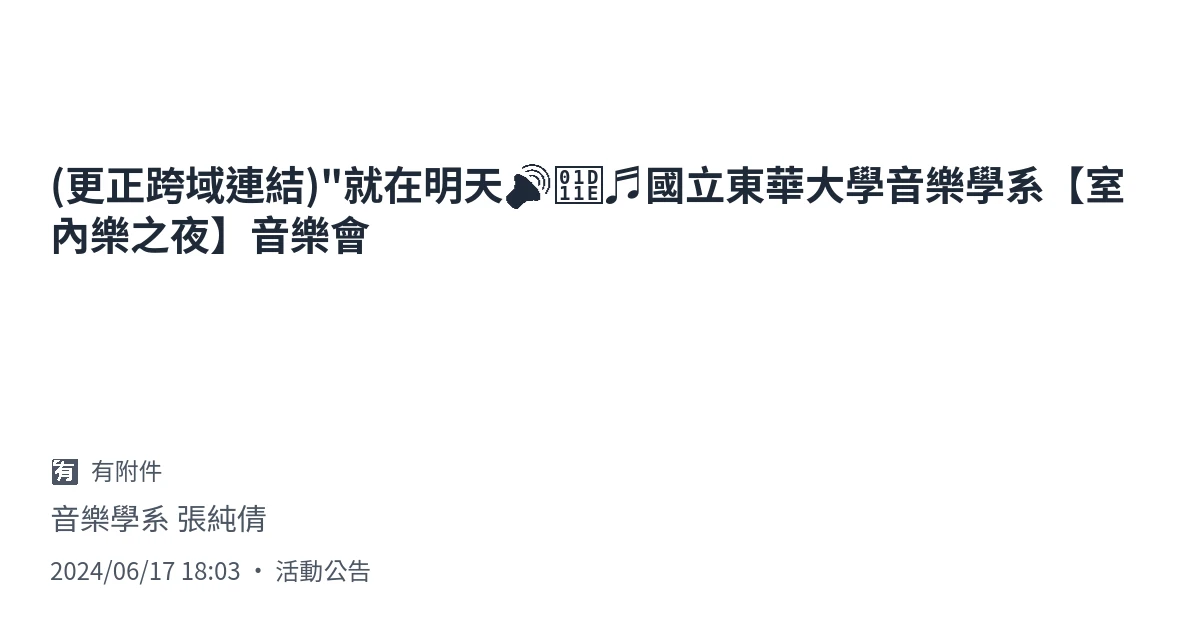 (更正跨域連結)"就在明天🔊𝄞🎵國立東華大學音樂學系【室
內樂之夜】音樂會
🈶 有附件
音樂學系 張純倩
2024/06/17 18:03 • 活動公告